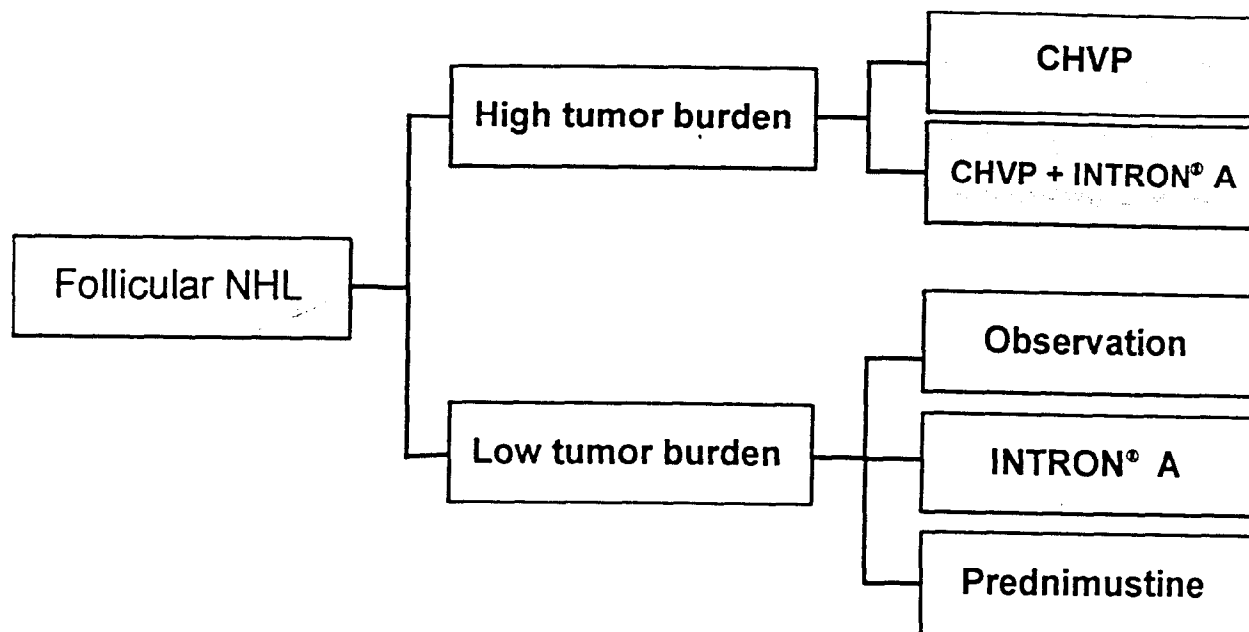 Follicular NHL
High tumor burden
CHVP
CHVP + INTRON® A
Low tumor burden
Observation
INTRON® A
Prednimustine